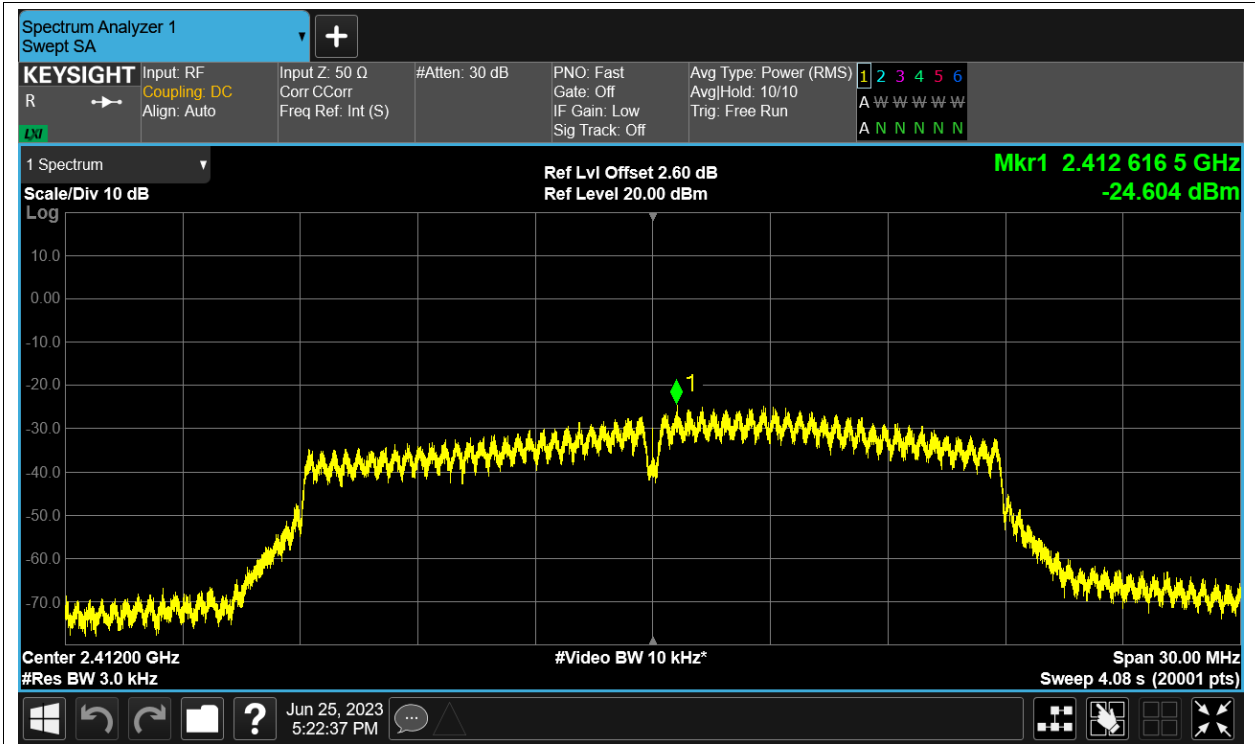 Spectrum Analyzer 1
Swept SA
KEYSIGHT
R
LXI
Input: RF
Coupling: DC
Align: Auto
Input Z: 50 Ω
Corr CCorr
Freq Ref: Int (S)
#Atten: 30 dB
PNO: Fast
Gate: Off
IF Gain: Low
Sig Track: Off
Avg Type: Power (RMS)
Avg|Hold: 10/10
Trig: Free Run
1 2 3 4 5 6
A W W W W W
A N N N N N
1 Spectrum
Scale/Div 10 dB
Ref Lvl Offset 2.60 dB
Ref Level 20.00 dBm
Mkr1 2.412 616 5 GHz
-24.604 dBm
Log
10.0
0.00
-10.0
-20.0
-30.0
-40.0
-50.0
-60.0
-70.0
1
Center 2.41200 GHz
#Res BW 3.0 kHz
#Video BW 10 kHz*
Span 30.00 MHz
Sweep 4.08 s (20001 pts)
?
Jun 25, 2023
5:22:37 PM